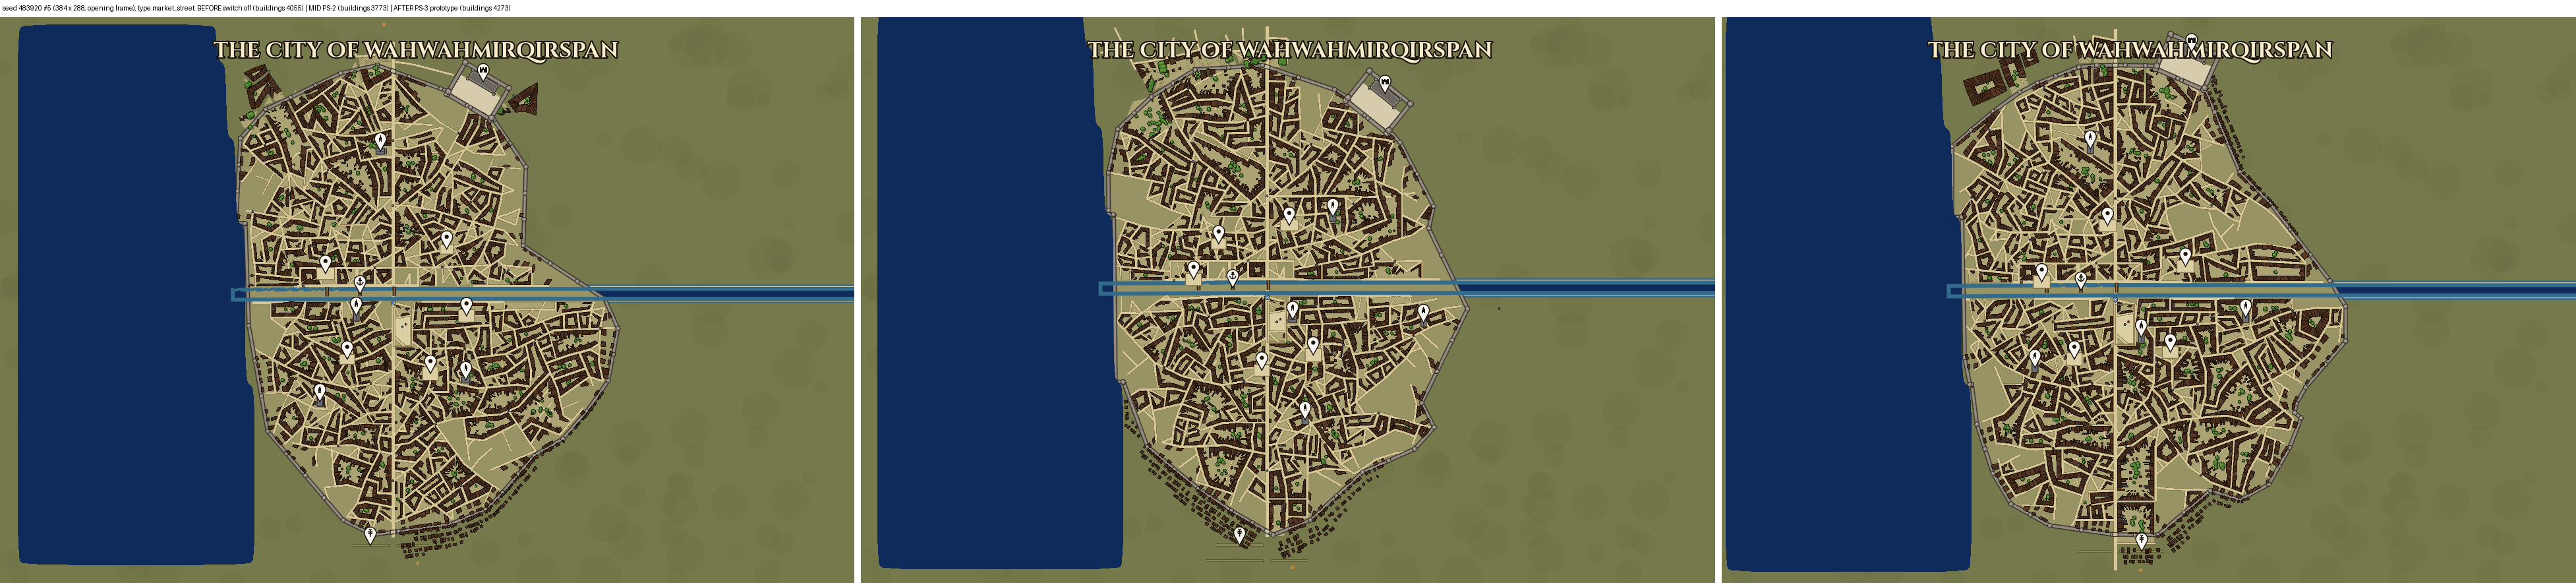 seed 483920 #5 (384 x 288, opening frame), type market_street. BEFORE switch off (buildings 4055) | MID PS-2 (buildings 3773) | AFTER PS-3 prototype (buildings 4273)
THE CITY OF WAHWAHMIRQIRSPAN
THE CITY OF WAHWAHMIRQIRSPAN
THE CITY OF WAHWAHMIRQIRSPAN